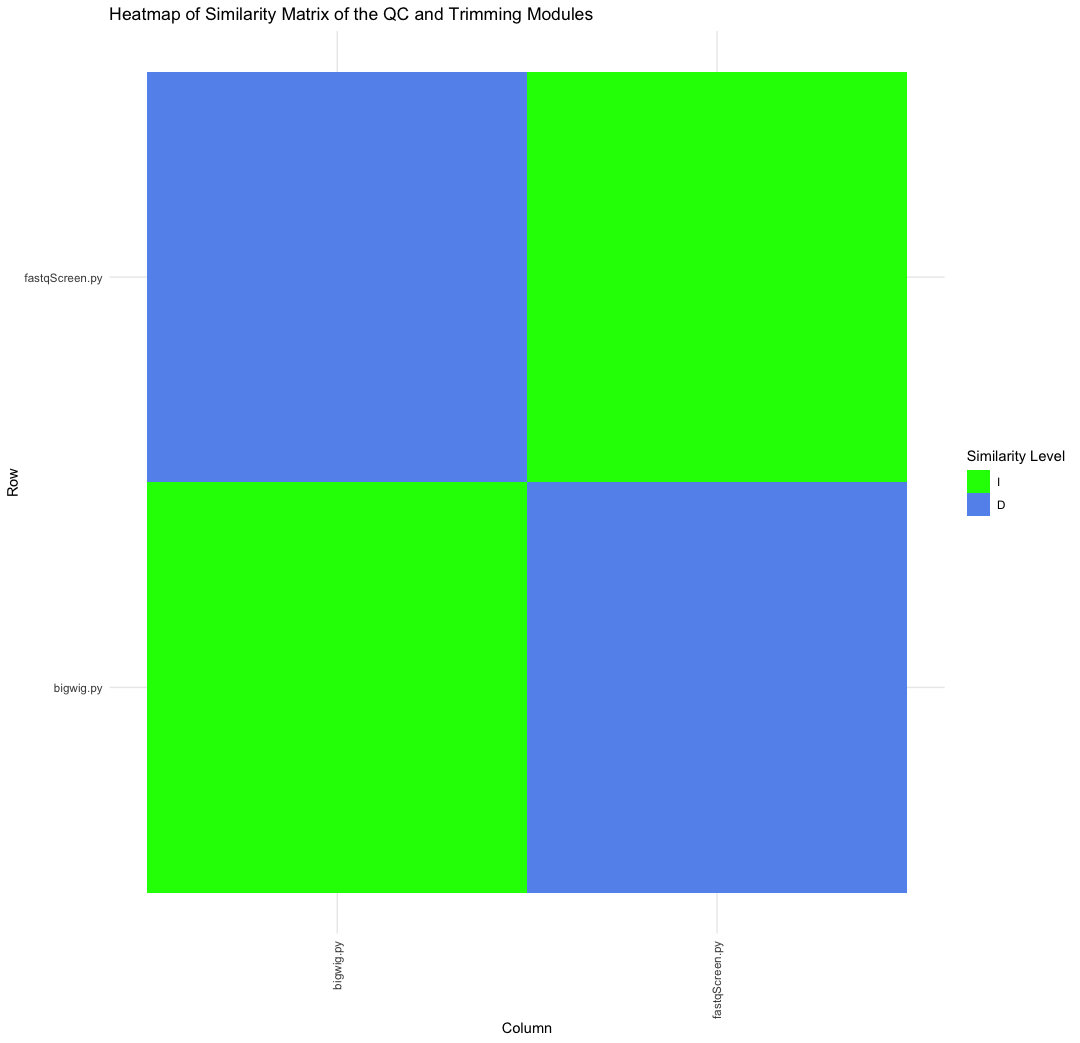 Heatmap of Similarity Matrix of the QC and Trimming Modules
fastqScreen.py
bigwig.py
Row
bigwig.py
fastqScreen.py
Column
Similarity Level
I
D